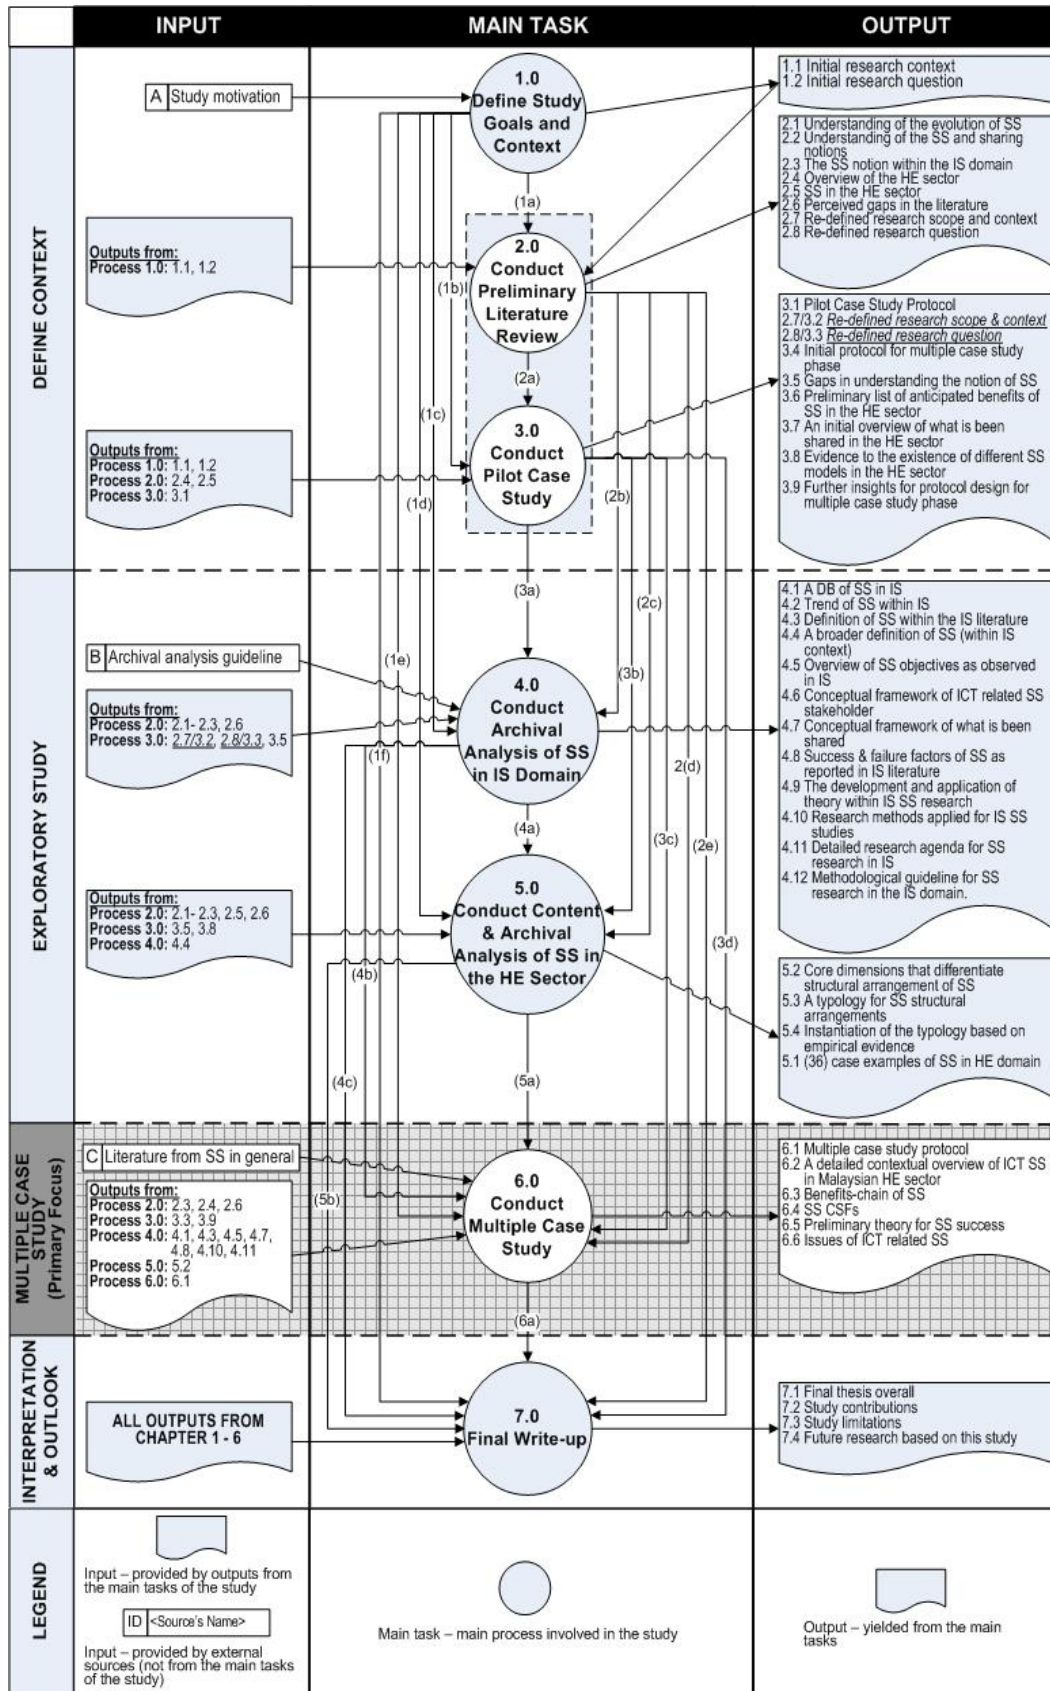 INPUT
MAIN TASK
OUTPUT
DEFINE CONTEXT
A Study motivation
1.0
Define Study
Goals and
Context
1.1 Initial research context
1.2 Initial research question
2.1 Understanding of the evolution of SS
2.2 Understanding of the SS and sharing
notions
2.3 The SS notion within the IS domain
2.4 Overview of the HE sector
2.5 SS in the HE sector
2.6 Perceived gaps in the literature
2.7 Re-defined research scope and context
2.8 Re-defined research question
(1a)
Outputs from:
Process 1.0: 1.1, 1.2
2.0
Conduct
Preliminary
Literature
Review
(1b)
(2a)
(1c)
3.1 Pilot Case Study Protocol
2.7/3.2 Re-defined research scope & context
2.8/3.3 Re-defined research question
3.4 Initial protocol for multiple case study
phase
3.5 Gaps in understanding the notion of SS
3.6 Preliminary list of anticipated benefits of
SS in the HE sector
3.7 An initial overview of what is been
shared in the HE sector
3.8 Evidence to the existence of different SS
models in the HE sector
3.9 Further insights for protocol design for
multiple case study phase
Outputs from:
Process 1.0: 1.1, 1.2
Process 2.0: 2.4, 2.5
Process 3.0: 3.1
3.0
Conduct
Pilot Case
Study
(1d)
(2b)
EXPLORATORY STUDY
(3a)
(2c)
B Archival analysis guideline
(1e)
(3b)
Outputs from:
Process 2.0: 2.1- 2.3, 2.6
Process 3.0: 2.7/3.2, 2.8/3.3, 3.5
4.0
Conduct
Archival
Analysis of SS
in IS Domain
(1f)
2(d)
4.1 A DB of SS in IS
4.2 Trend of SS within IS
4.3 Definition of SS within the IS literature
4.4 A broader definition of SS (within IS
context)
4.5 Overview of SS objectives as observed
in IS
4.6 Conceptual framework of ICT related SS
stakeholder
4.7 Conceptual framework of what is been
shared
4.8 Success & failure factors of SS as
reported in IS literature
4.9 The development and application of
theory within IS SS research
4.10 Research methods applied for IS SS
studies
4.11 Detailed research agenda for SS
research in IS
4.12 Methodological guideline for SS
research in the IS domain.
(4a)
(3c)
(2e)
Outputs from:
Process 2.0: 2.1- 2.3, 2.5, 2.6
Process 3.0: 3.5, 3.8
Process 4.0: 4.4
5.0
Conduct Content
& Archival
Analysis of SS in
the HE Sector
(3d)
(4b)
5.2 Core dimensions that differentiate
structural arrangement of SS
5.3 A typology for SS structural
arrangements
5.4 Instantiation of the typology based on
empirical evidence
5.1 (36) case examples of SS in HE domain
(4c)
(5a)
MULTIPLE CASE
STUDY
(Primary Focus)
C Literature from SS in general
Outputs from:
Process 2.0: 2.3, 2.4, 2.6
Process 3.0: 3.3, 3.9
Process 4.0: 4.1, 4.3, 4.5, 4.7,
4.8, 4.10, 4.11
Process 5.0: 5.2
Process 6.0: 6.1
(5b)
6.0
Conduct
Multiple Case
Study
6.1 Multiple case study protocol
6.2 A detailed contextual overview of ICT SS
in Malaysian HE sector
6.3 Benefits-chain of SS
6.4 SS CSFs
6.5 Preliminary theory for SS success
6.6 Issues of ICT related SS
(6a)
INTERPRETATION
& OUTLOOK
ALL OUTPUTS FROM
CHAPTER 1 - 6
7.0
Final Write-up
7.1 Final thesis overall
7.2 Study contributions
7.3 Study limitations
7.4 Future research based on this study
LEGEND
Input – provided by outputs from
the main tasks of the study
ID <Source's Name>
Input – provided by external
sources (not from the main tasks
of the study)
Main task – main process involved in the study
Output – yielded from the main
tasks